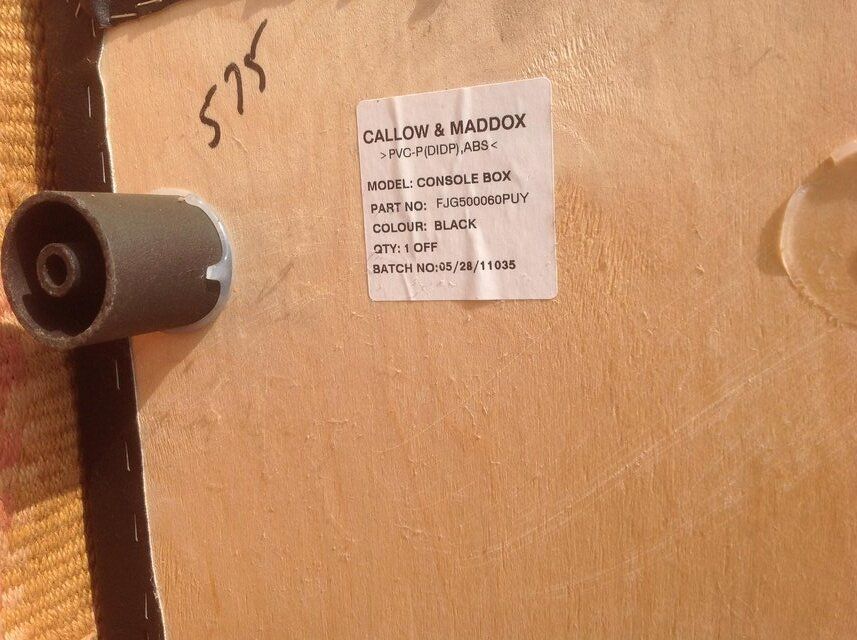 575
CALLOW & MADDOX
>PVC-P(DIDP),ABS<
MODEL: CONSOLE BOX
PART NO: FJG500060PUY
COLOUR: BLACK
QTY: 1 OFF
BATCH NO:05/28/11035